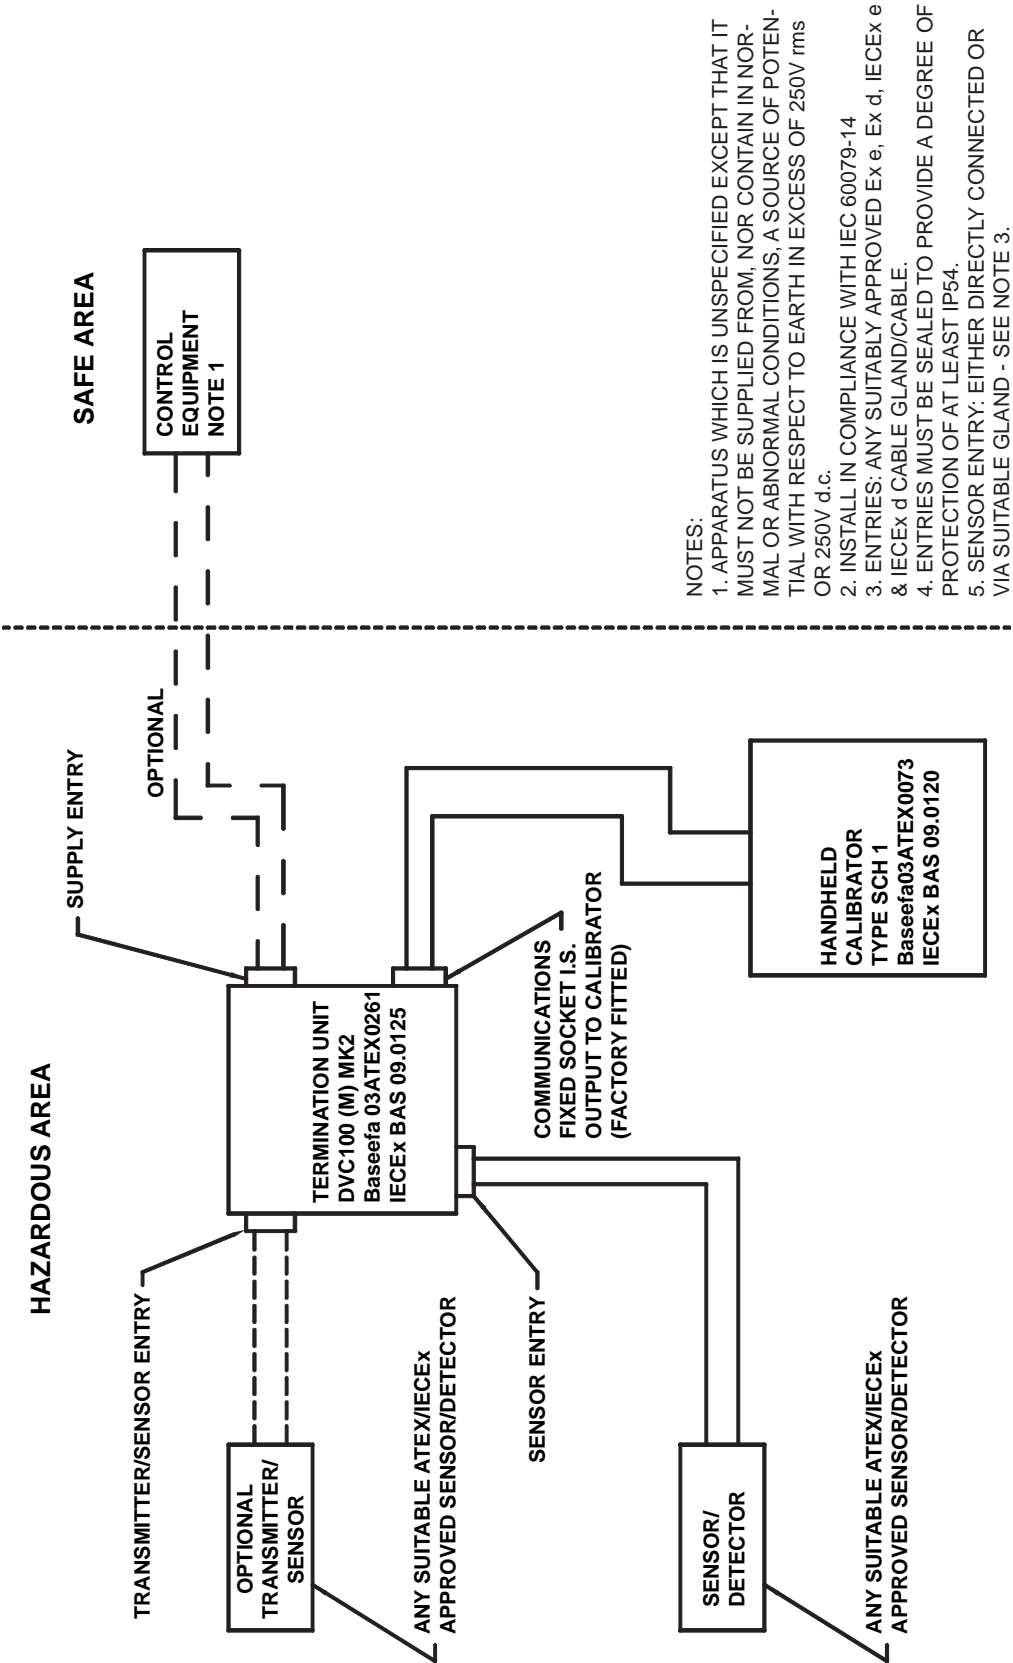 HAZARDOUS AREA
SAFE AREA
TRANSMITTER/SENSOR ENTRY
SUPPLY ENTRY
OPTIONAL
CONTROL
EQUIPMENT
NOTE 1
OPTIONAL
TRANSMITTER/
SENSOR
ANY SUITABLE ATEX/IECEx
APPROVED SENSOR/DETECTOR
TERMINATION UNIT
DVC100 (M) MK2
Baseefa 03ATEX0261
IECEx BAS 09.0125
SENSOR ENTRY
COMMUNICATIONS
FIXED SOCKET I.S.
OUTPUT TO CALIBRATOR
(FACTORY FITTED)
SENSOR/
DETECTOR
ANY SUITABLE ATEX/IECEx
APPROVED SENSOR/DETECTOR
HANDHELD
CALIBRATOR
TYPE SCH 1
Baseefa03ATEX0073
IECEx BAS 09.0120
NOTES:
1. APPARATUS WHICH IS UNSPECIFIED EXCEPT THAT IT
MUST NOT BE SUPPLIED FROM, NOR CONTAIN IN NOR-
MAL OR ABNORMAL CONDITIONS, A SOURCE OF POTEN-
TIAL WITH RESPECT TO EARTH IN EXCESS OF 250V rms
OR 250V d.c.
2. INSTALL IN COMPLIANCE WITH IEC 60079-14
3. ENTRIES: ANY SUITABLY APPROVED Ex e, Ex d, IECEx e
& IECEx d CABLE GLAND/CABLE.
4. ENTRIES MUST BE SEALED TO PROVIDE A DEGREE OF
PROTECTION OF AT LEAST IP54.
5. SENSOR ENTRY: EITHER DIRECTLY CONNECTED OR
VIA SUITABLE GLAND - SEE NOTE 3.